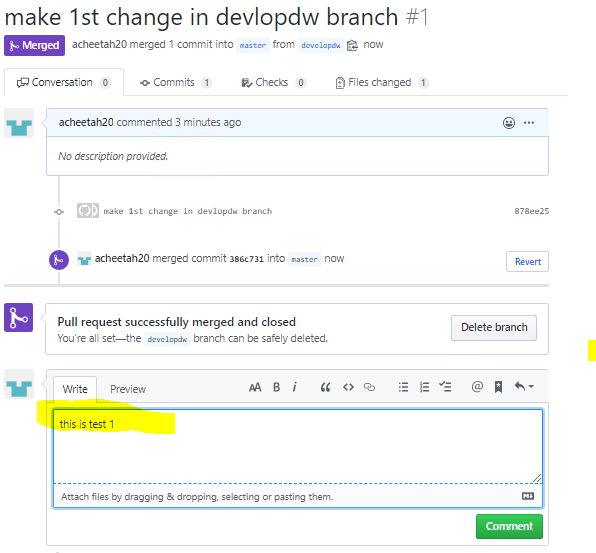 make 1st change in devlopdw branch #1
Merged acheetah20 merged 1 commit into master from developdw now
Conversation 0 Commits 1 Checks 0 Files changed 1
acheetah20 commented 3 minutes ago
No description provided.
make 1st change in devlopdw branch 878ee25
acheetah20 merged commit 386c731 into master now Revert
Pull request successfully merged and closed
You're all set—the developdw branch can be safely deleted.
Delete branch
Write Preview AA B i
this is test 1
Attach files by dragging & dropping, selecting or pasting them.
Comment